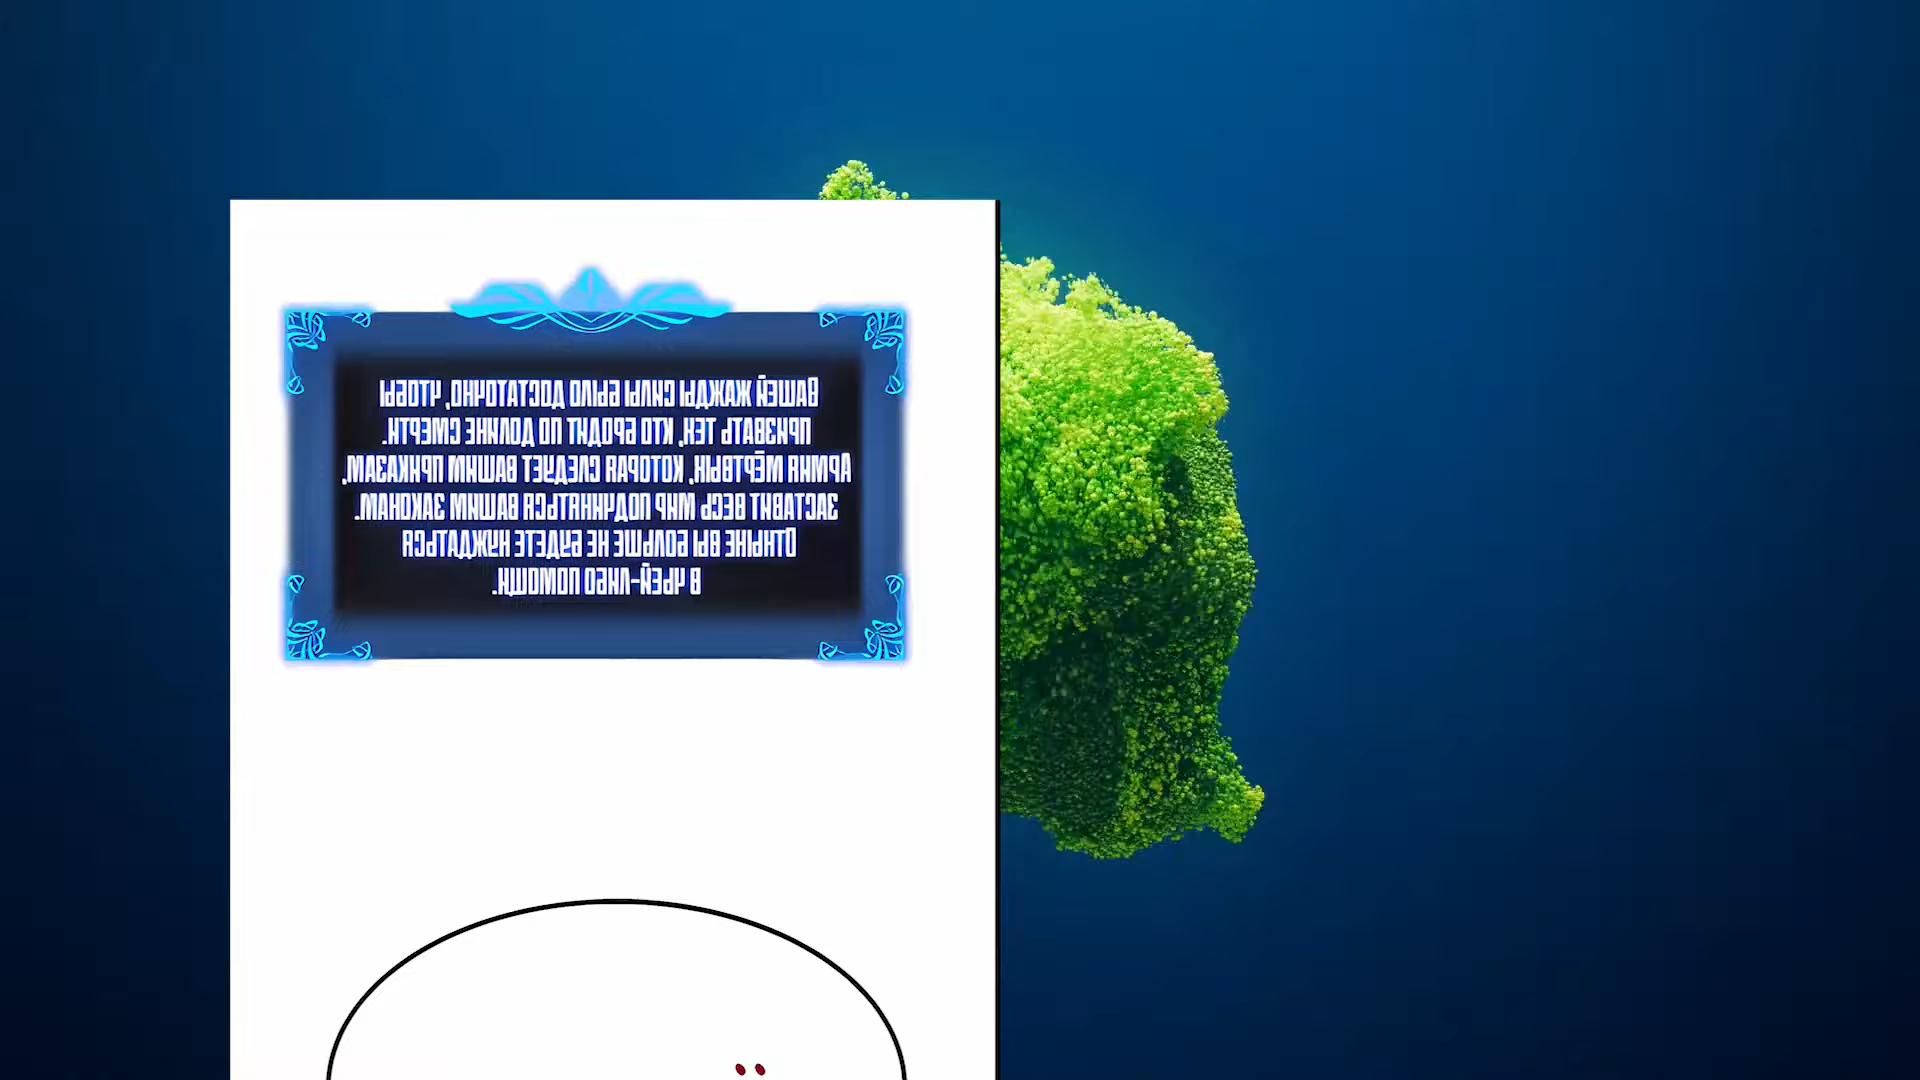 Вашей жажды силы было достаточно, чтобы
призвать тех, кто бродит по долине смерти.
Армия мёртвых, которая следует вашим приказам,
заставит весь мир подчиняться вашим законам.
Отныне вы больше не будете нуждаться
в чьей-либо помощи.